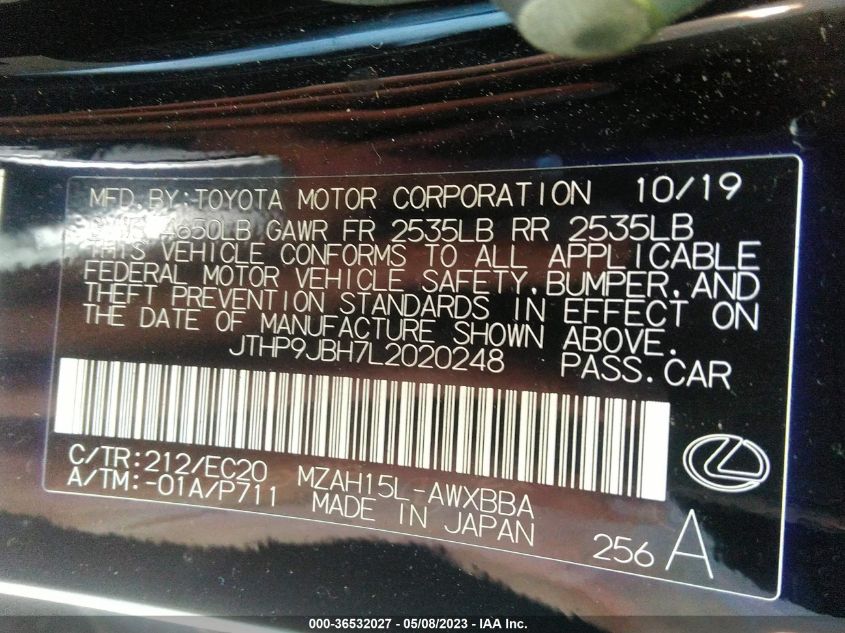 MFD. BY: TOYOTA MOTOR CORPORATION 10/19
4650LB GAWR FR 2535LB RR 2535LB
THIS VEHICLE CONFORMS TO ALL APPLICABLE
FEDERAL MOTOR VEHICLE SAFETY, BUMPER, AND
THEFT PREVENTION STANDARDS IN EFFECT ON
THE DATE OF MANUFACTURE SHOWN ABOVE.
JTHP9JBH7L2020248 PASS. CAR
C/TR: 212/EC20 MZAH15L-AWXBBA
A/TM: -01A/P711 MADE IN JAPAN
256 A
000-36532027 - 05/08/2023 - IAA Inc.